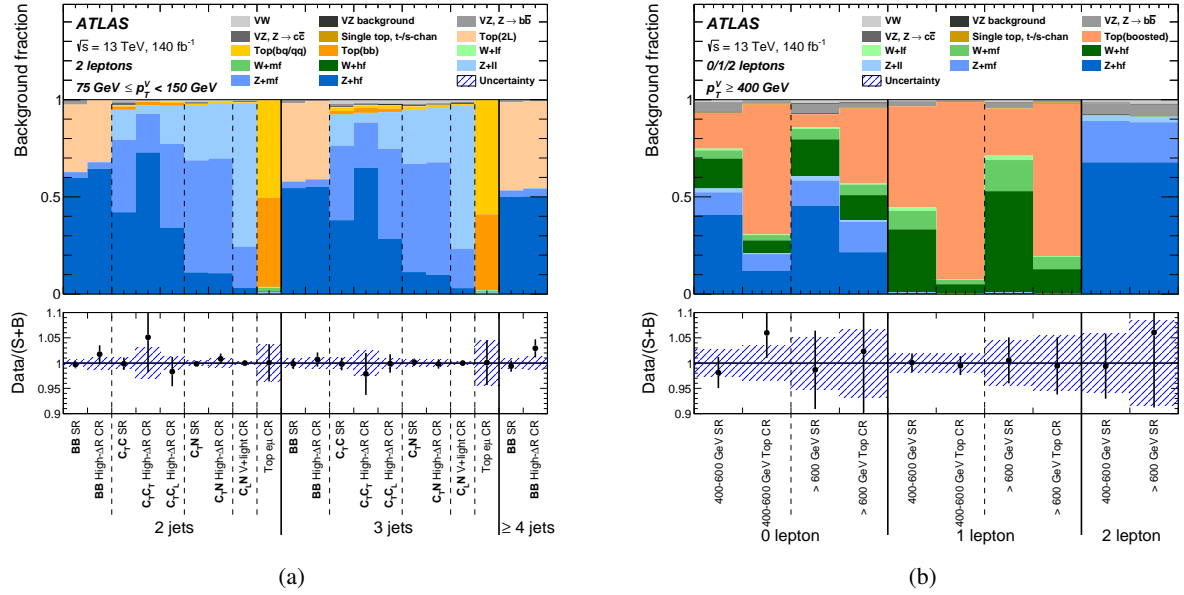 ATLAS
√s = 13 TeV, 140 fb⁻¹
2 leptons
75 GeV ≤ p_T^V < 150 GeV
VW
VZ background
VZ, Z → bb̄
VZ, Z → cc̄
Single top, t-/s-chan
Top(2L)
Top(bq/qq)
Top(bb)
W+lf
W+mf
W+hf
Z+ll
Z+mf
Z+hf
Uncertainty
Background fraction
1
0.5
0
Data/(S+B)
1.1
1.05
1
0.95
0.9
BB SR
BB High-ΔR CR
C_TC SR
C_TC_T High-ΔR CR
C_TC_L High-ΔR CR
C_TN SR
C_TN High-ΔR CR
C_LN V+light CR
Top eμ CR
BB SR
BB High-ΔR CR
C_TC SR
C_TC_T High-ΔR CR
C_TC_L High-ΔR CR
C_TN SR
C_TN High-ΔR CR
C_LN V+light CR
Top eμ CR
BB SR
BB High-ΔR CR
2 jets
3 jets
≥ 4 jets
(a)
ATLAS
√s = 13 TeV, 140 fb⁻¹
0/1/2 leptons
p_T^V ≥ 400 GeV
VW
VZ background
VZ, Z → bb̄
VZ, Z → cc̄
Single top, t-/s-chan
Top(boosted)
W+lf
W+mf
W+hf
Z+ll
Z+mf
Z+hf
Uncertainty
Background fraction
1
0.5
0
Data/(S+B)
1.1
1.05
1
0.95
0.9
400-600 GeV SR
400-600 GeV Top CR
> 600 GeV SR
> 600 GeV Top CR
400-600 GeV SR
400-600 GeV Top CR
> 600 GeV SR
> 600 GeV Top CR
400-600 GeV SR
> 600 GeV SR
0 lepton
1 lepton
2 lepton
(b)